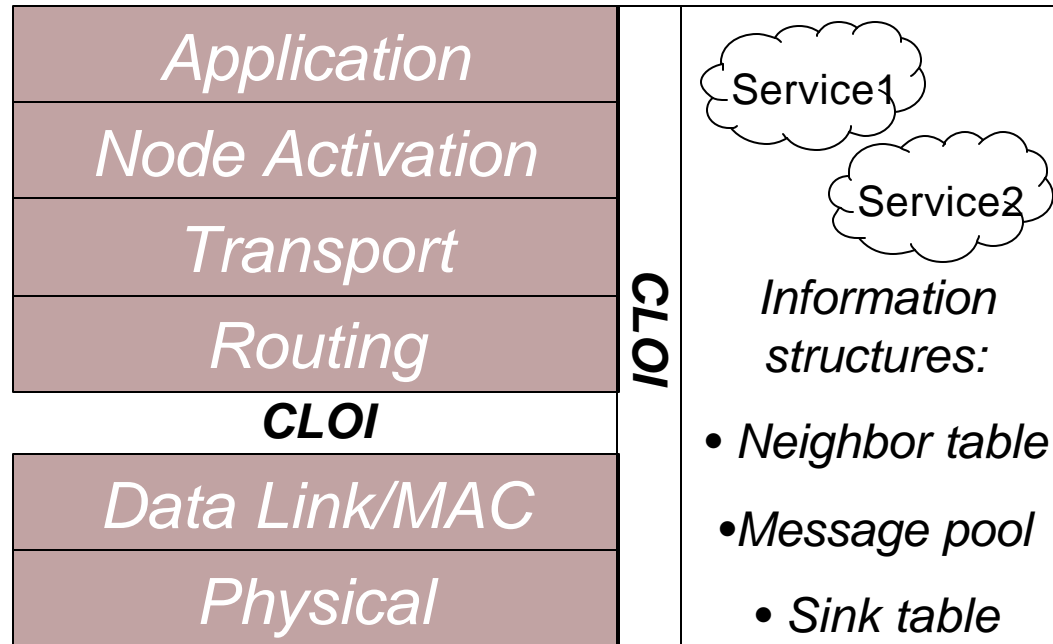 Application
Node Activation
Transport
Routing
CLOI
Data Link/MAC
Physical
CLOI
Service1
Service2
Information
structures:
• Neighbor table
•Message pool
• Sink table